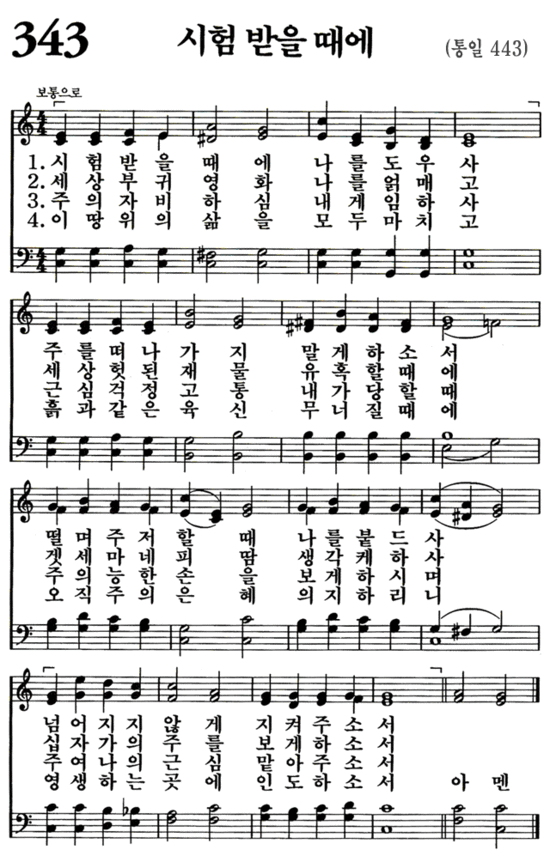 343 시험 받을 때에 (통일 443)
보통으로
1. 시 험 받 을 때 에 나 를 도 우 사
2. 세 상 부 귀 영 화 나 를 얽 매 고
3. 주 의 자 비 하 심 내 게 임 하 사
4. 이 땅 위 의 삶 을 모 두 마 치 고
주 를 떠 나 가 지 말 게 하 소 서
세 상 헛 된 재 물 유 혹 할 때 에
근 심 걱 정 고 통 내 가 당 할 때
흙 과 같 은 육 신 무 너 질 때 에
떨 며 주 저 할 때 나 를 붙 드 사
겟 세 마 네 피 땀 생 각 케 하 사
주 의 능 한 손 을 보 게 하 시 며
오 직 주 의 은 혜 의 지 하 리 니
넘 어 지 지 않 게 지 켜 주 소 서
십 자 가 의 주 를 보 게 하 소 서
주 여 나 의 근 심 맡 아 주 소 서
영 생 하 는 곳 에 인 도 하 소 서 아 멘